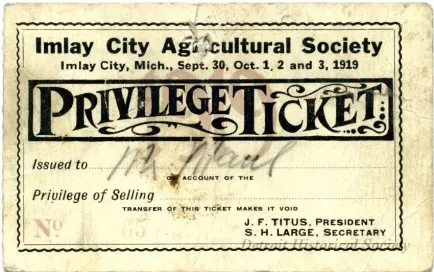 Imlay City Agricultural Society
Imlay City, Mich., Sept. 30, Oct. 1, 2 and 3, 1919
PRIVILEGE TICKET
Issued to
ON ACCOUNT OF THE
Privilege of Selling
TRANSFER OF THIS TICKET MAKES IT VOID
No
J. F. TITUS, PRESIDENT
S. H. LARGE, SECRETARY
Detroit Historical Society